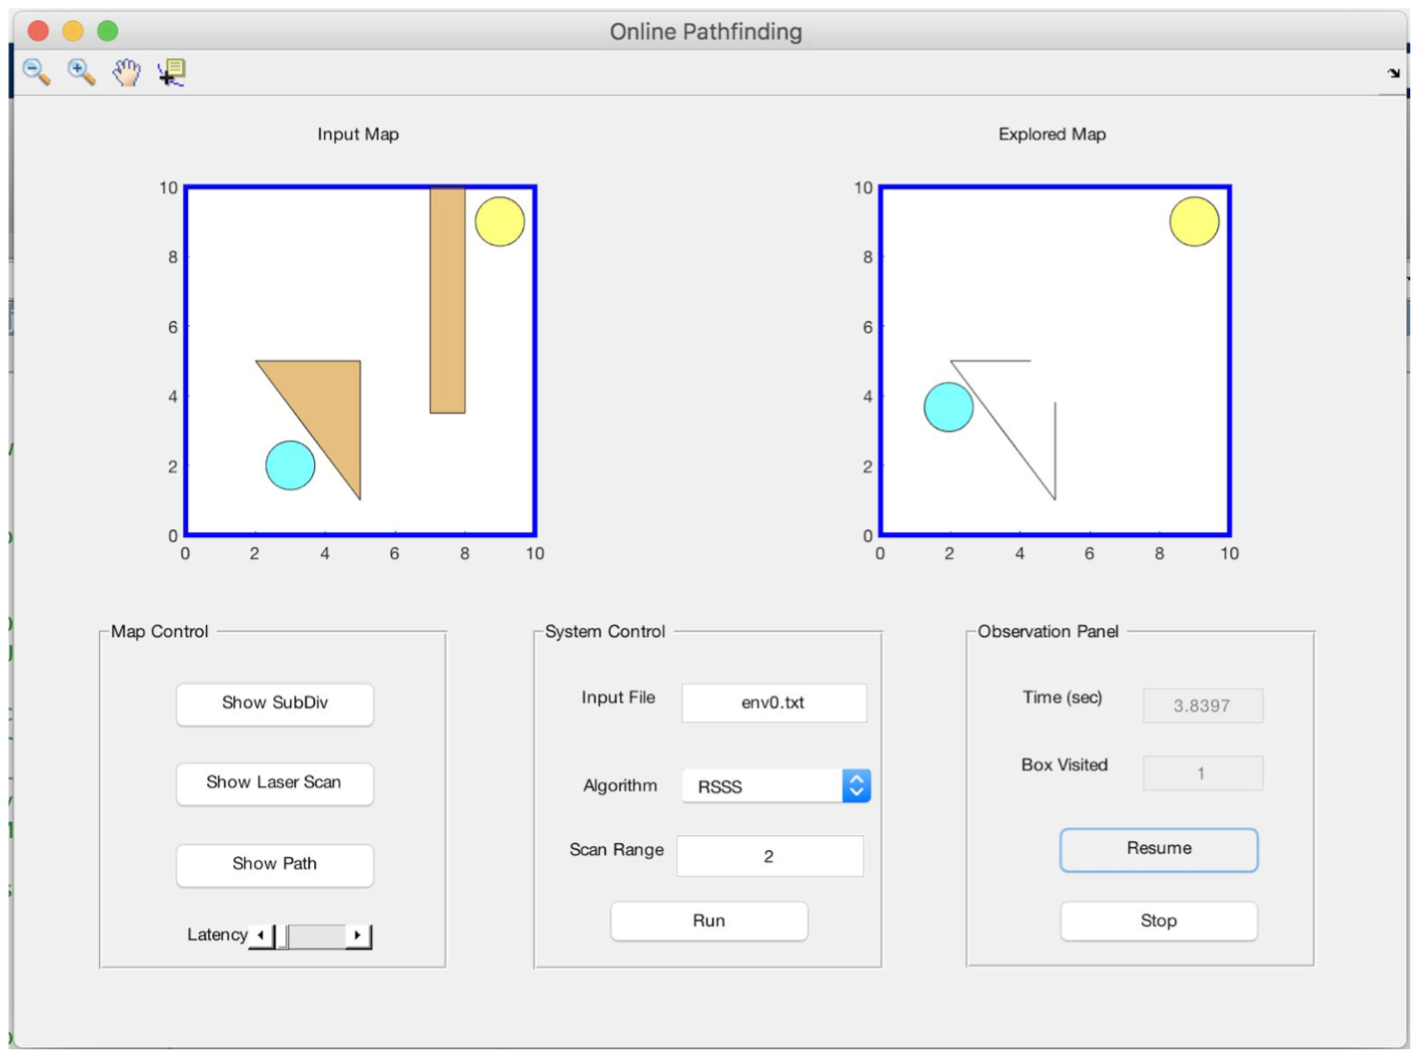 Online Pathfinding
Input Map
Explored Map
10
8
6
4
2
0
0 2 4 6 8 10
10
8
6
4
2
0
0 2 4 6 8 10
Map Control
Show SubDiv
Show Laser Scan
Show Path
Latency
System Control
Input File env0.txt
Algorithm RSSS
Scan Range 2
Run
Observation Panel
Time (sec) 3.8397
Box Visited 1
Resume
Stop